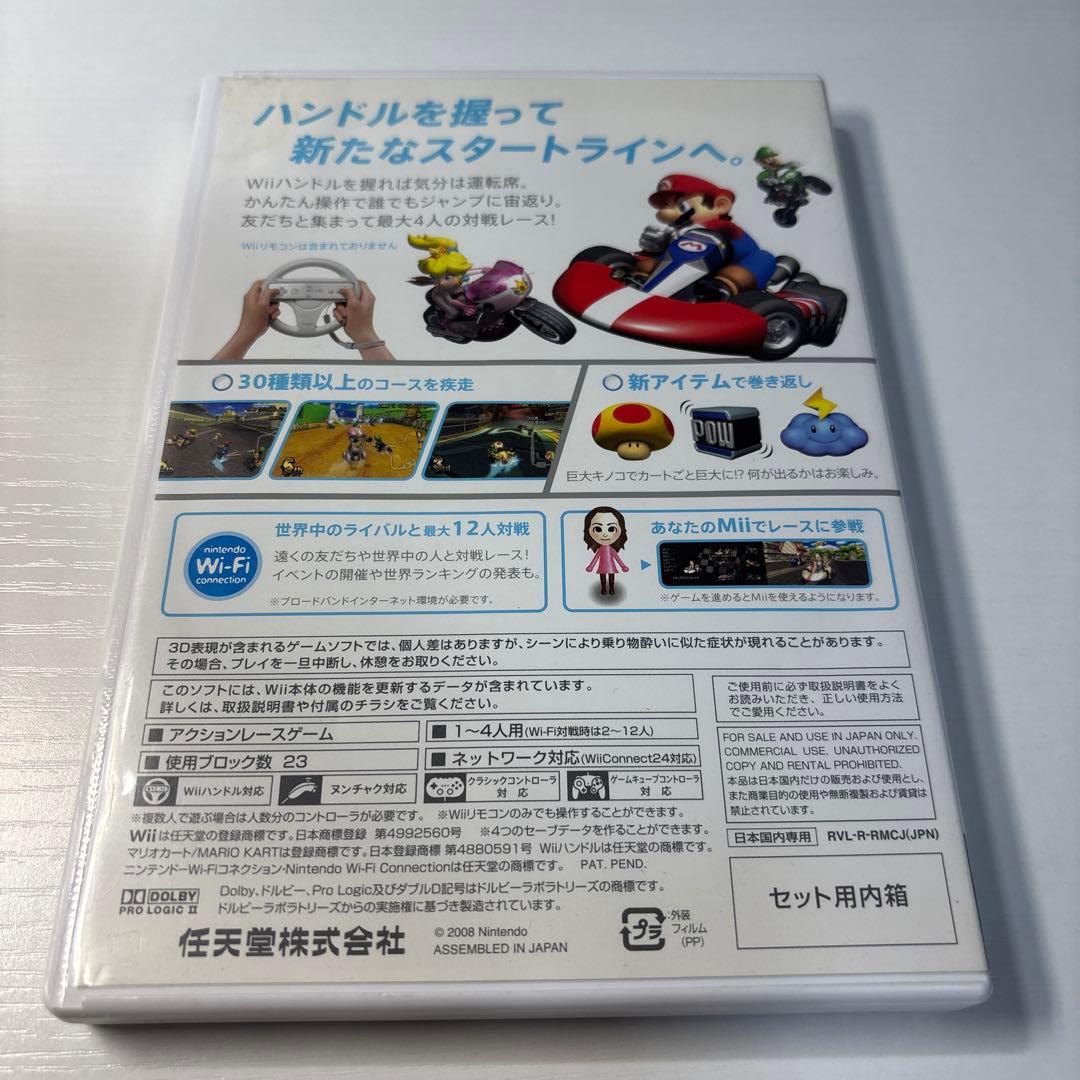 ハンドルを握って
新たなスタートラインへ。
Wiiハンドルを握れば気分は運転席。
かんたん操作で誰でもジャンプに宙返り。
友だちと集まって最大4人の対戦レース!
Wiiリモコンは含まれておりません
M
30種類以上のコースを疾走
新アイテムで巻き返し
POW
巨大キノコでカートごと巨大に!? 何が出るかはお楽しみ。
nintendo
Wi-Fi
connection
世界中のライバルと最大12人対戦
遠くの友だちや世界中の人と対戦レース!
イベントの開催や世界ランキングの発表も。
※ブロードバンドインターネット環境が必要です。
あなたのMiiでレースに参戦
※ゲームを進めるとMiiを使えるようになります。
3D表現が含まれるゲームソフトでは、個人差はありますが、シーンにより乗り物酔いに似た症状が現れることがあります。
その場合、プレイを一旦中断し、休憩をお取りください。
このソフトには、Wii本体の機能を更新するデータが含まれています。
詳しくは、取扱説明書や付属のチラシをご覧ください。
ご使用前に必ず取扱説明書をよく
お読みいただき、正しい使用方法
でご愛用ください。
■ アクションレースゲーム
■ 1〜4人用(Wi-Fi対戦時は2〜12人)
■ 使用ブロック数 23
■ ネットワーク対応(WiiConnect24対応)
Wiiハンドル対応
ヌンチャク対応
クラシックコントローラ
対応
ゲームキューブコントローラ
対応
FOR SALE AND USE IN JAPAN ONLY.
COMMERCIAL USE, UNAUTHORIZED
COPY AND RENTAL PROHIBITED.
本品は日本国内だけの販売および使用とし、
また商業目的の使用や無断複製および賃貸は
禁止されています。
※複数人で遊ぶ場合は人数分のコントローラが必要です。 ※Wiiリモコンのみでも操作することができます。
Wiiは任天堂の登録商標です。日本商標登録 第4992560号 ※4つのセーブデータを作ることができます。
マリオカート/MARIO KARTは登録商標です。日本登録商標 第4880591号 Wiiハンドルは任天堂の商標です。
ニンテンドーWi-Fiコネクション・Nintendo Wi-Fi Connectionは任天堂の商標です。 PAT. PEND.
日本国内専用
RVL-R-RMCJ(JPN)
DOLBY
PRO LOGIC II
Dolby、ドルビー、Pro Logic及びダブルD記号はドルビーラボラトリーズの商標です。
ドルビーラボラトリーズからの実施権に基づき製造されています。
セット用内箱
任天堂株式会社
© 2008 Nintendo
ASSEMBLED IN JAPAN
プラ
:外装
フィルム
(PP)